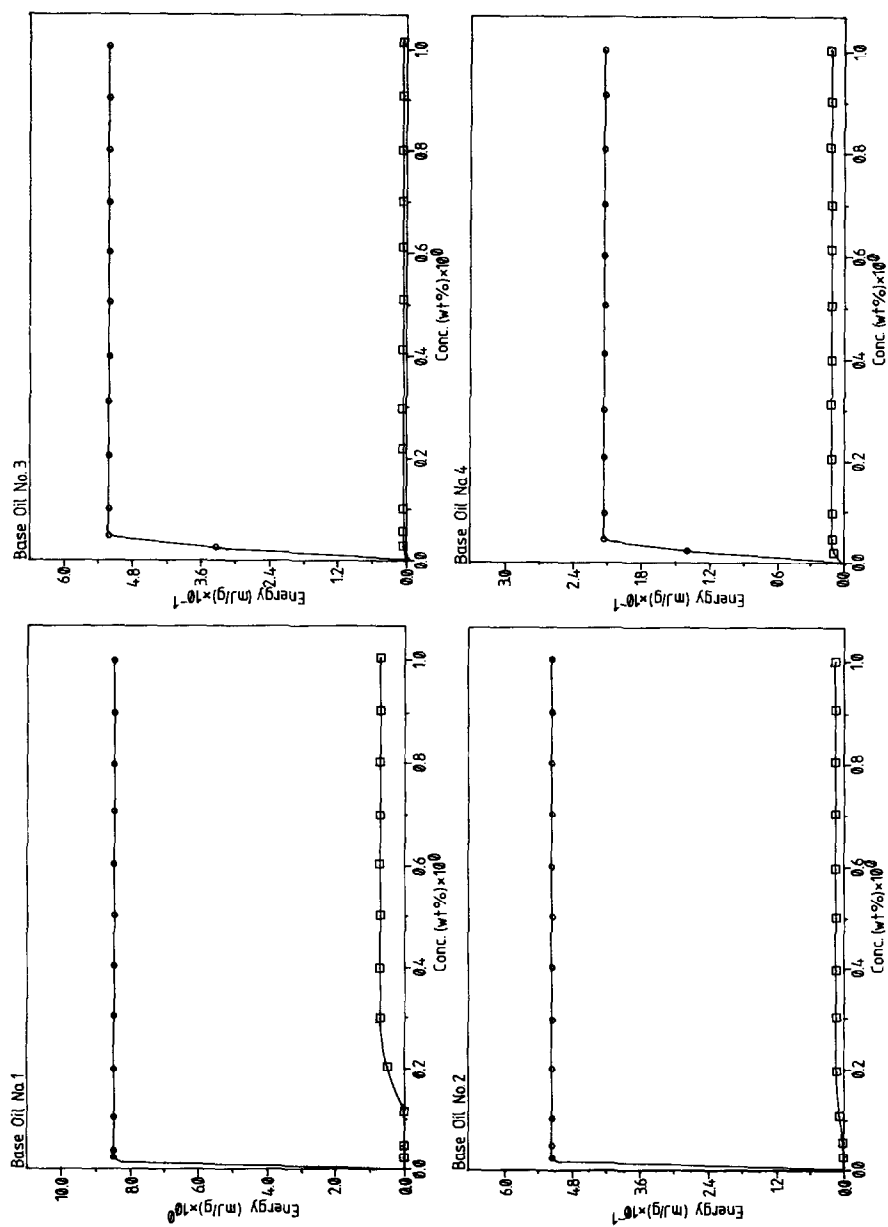 Base Oil No.1
Energy (mJ/g)×10⁰
10.0
8.0
6.0
4.0
2.0
0.0
0.0 0.2 0.4 0.6 0.8 1.0
Conc. (wt%)×10⁰
Base Oil No.3
Energy (mJ/g)×10⁻¹
6.0
4.8
3.6
2.4
1.2
0.0
0.0 0.2 0.4 0.6 0.8 1.0
Conc. (wt%)×10⁰
Base Oil No.2
Energy (mJ/g)×10⁻¹
6.0
4.8
3.6
2.4
1.2
0.0
0.0 0.2 0.4 0.6 0.8 1.0
Conc. (wt%)×10⁰
Base Oil No.4
Energy (mJ/g)×10⁻¹
3.0
2.4
1.8
1.2
0.6
0.0
0.0 0.2 0.4 0.6 0.8 1.0
Conc. (wt%)×10⁰